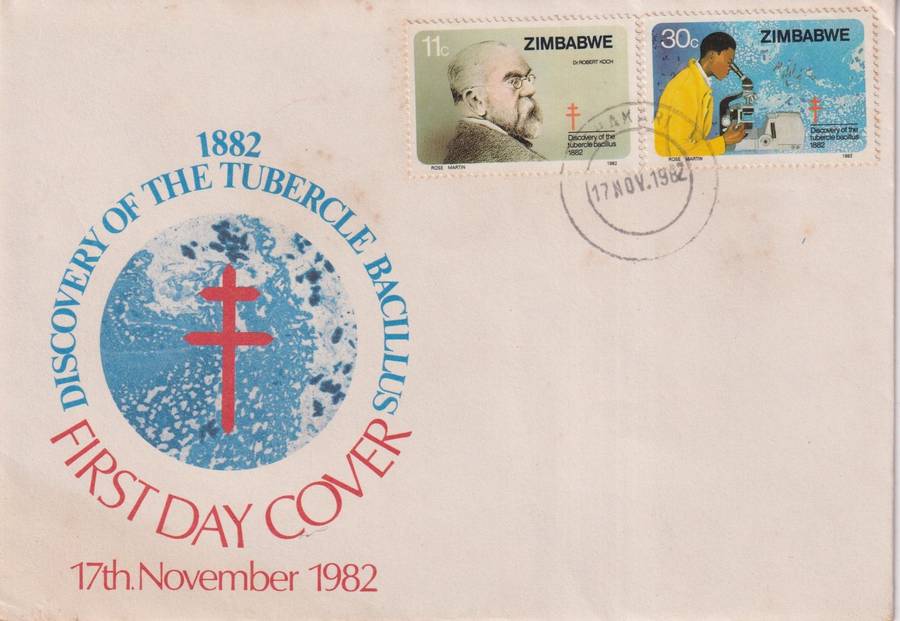 11c
ZIMBABWE
Dr ROBERT KOCH
Discovery of the
tubercle bacillus
1882
ROSE MARTIN
1982
30c
ZIMBABWE
Discovery of the
tubercle bacillus
1882
ROSE MARTIN
1982
17 NOV. 1982
1882
DISCOVERY OF THE TUBERCLE BACILLUS
FIRST DAY COVER
17th. November 1982